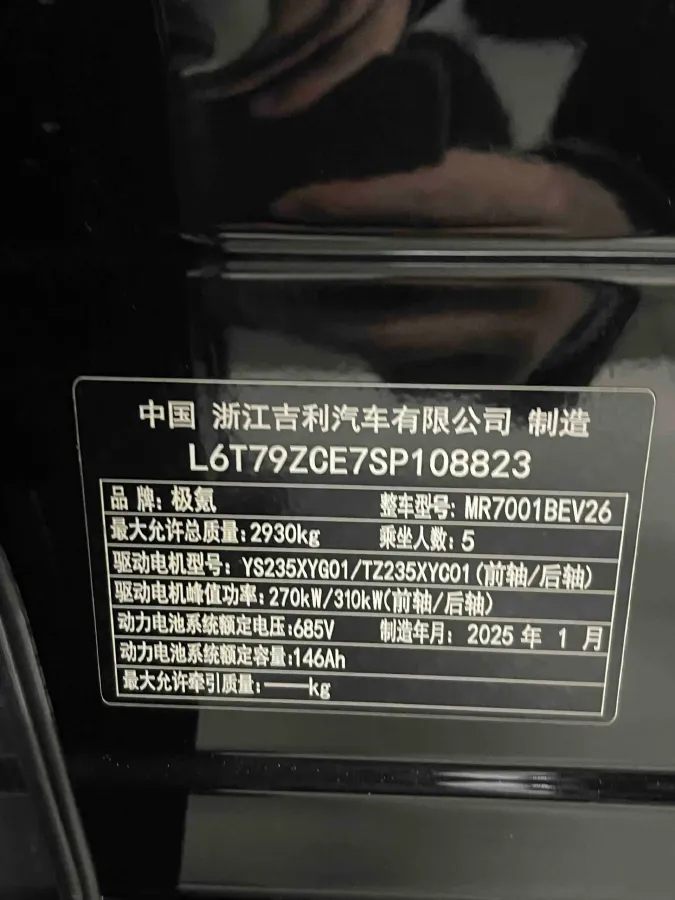 中国 浙江吉利汽车有限公司 制造
L6T79ZCE7SP108823
品 牌: 极氪 整车型号: MR7001BEV26
最大允许总质量: 2930kg 乘坐人数: 5
驱动电机型号: YS235XYG01/TZ235XYC01(前轴/后轴)
驱动电机峰值功率: 270kW/310kW(前轴/后轴)
动力电池系统额定电压: 685V 制造年月: 2025 年 1 月
动力电池系统额定容量: 146Ah
最大允许牵引质量: ——kg